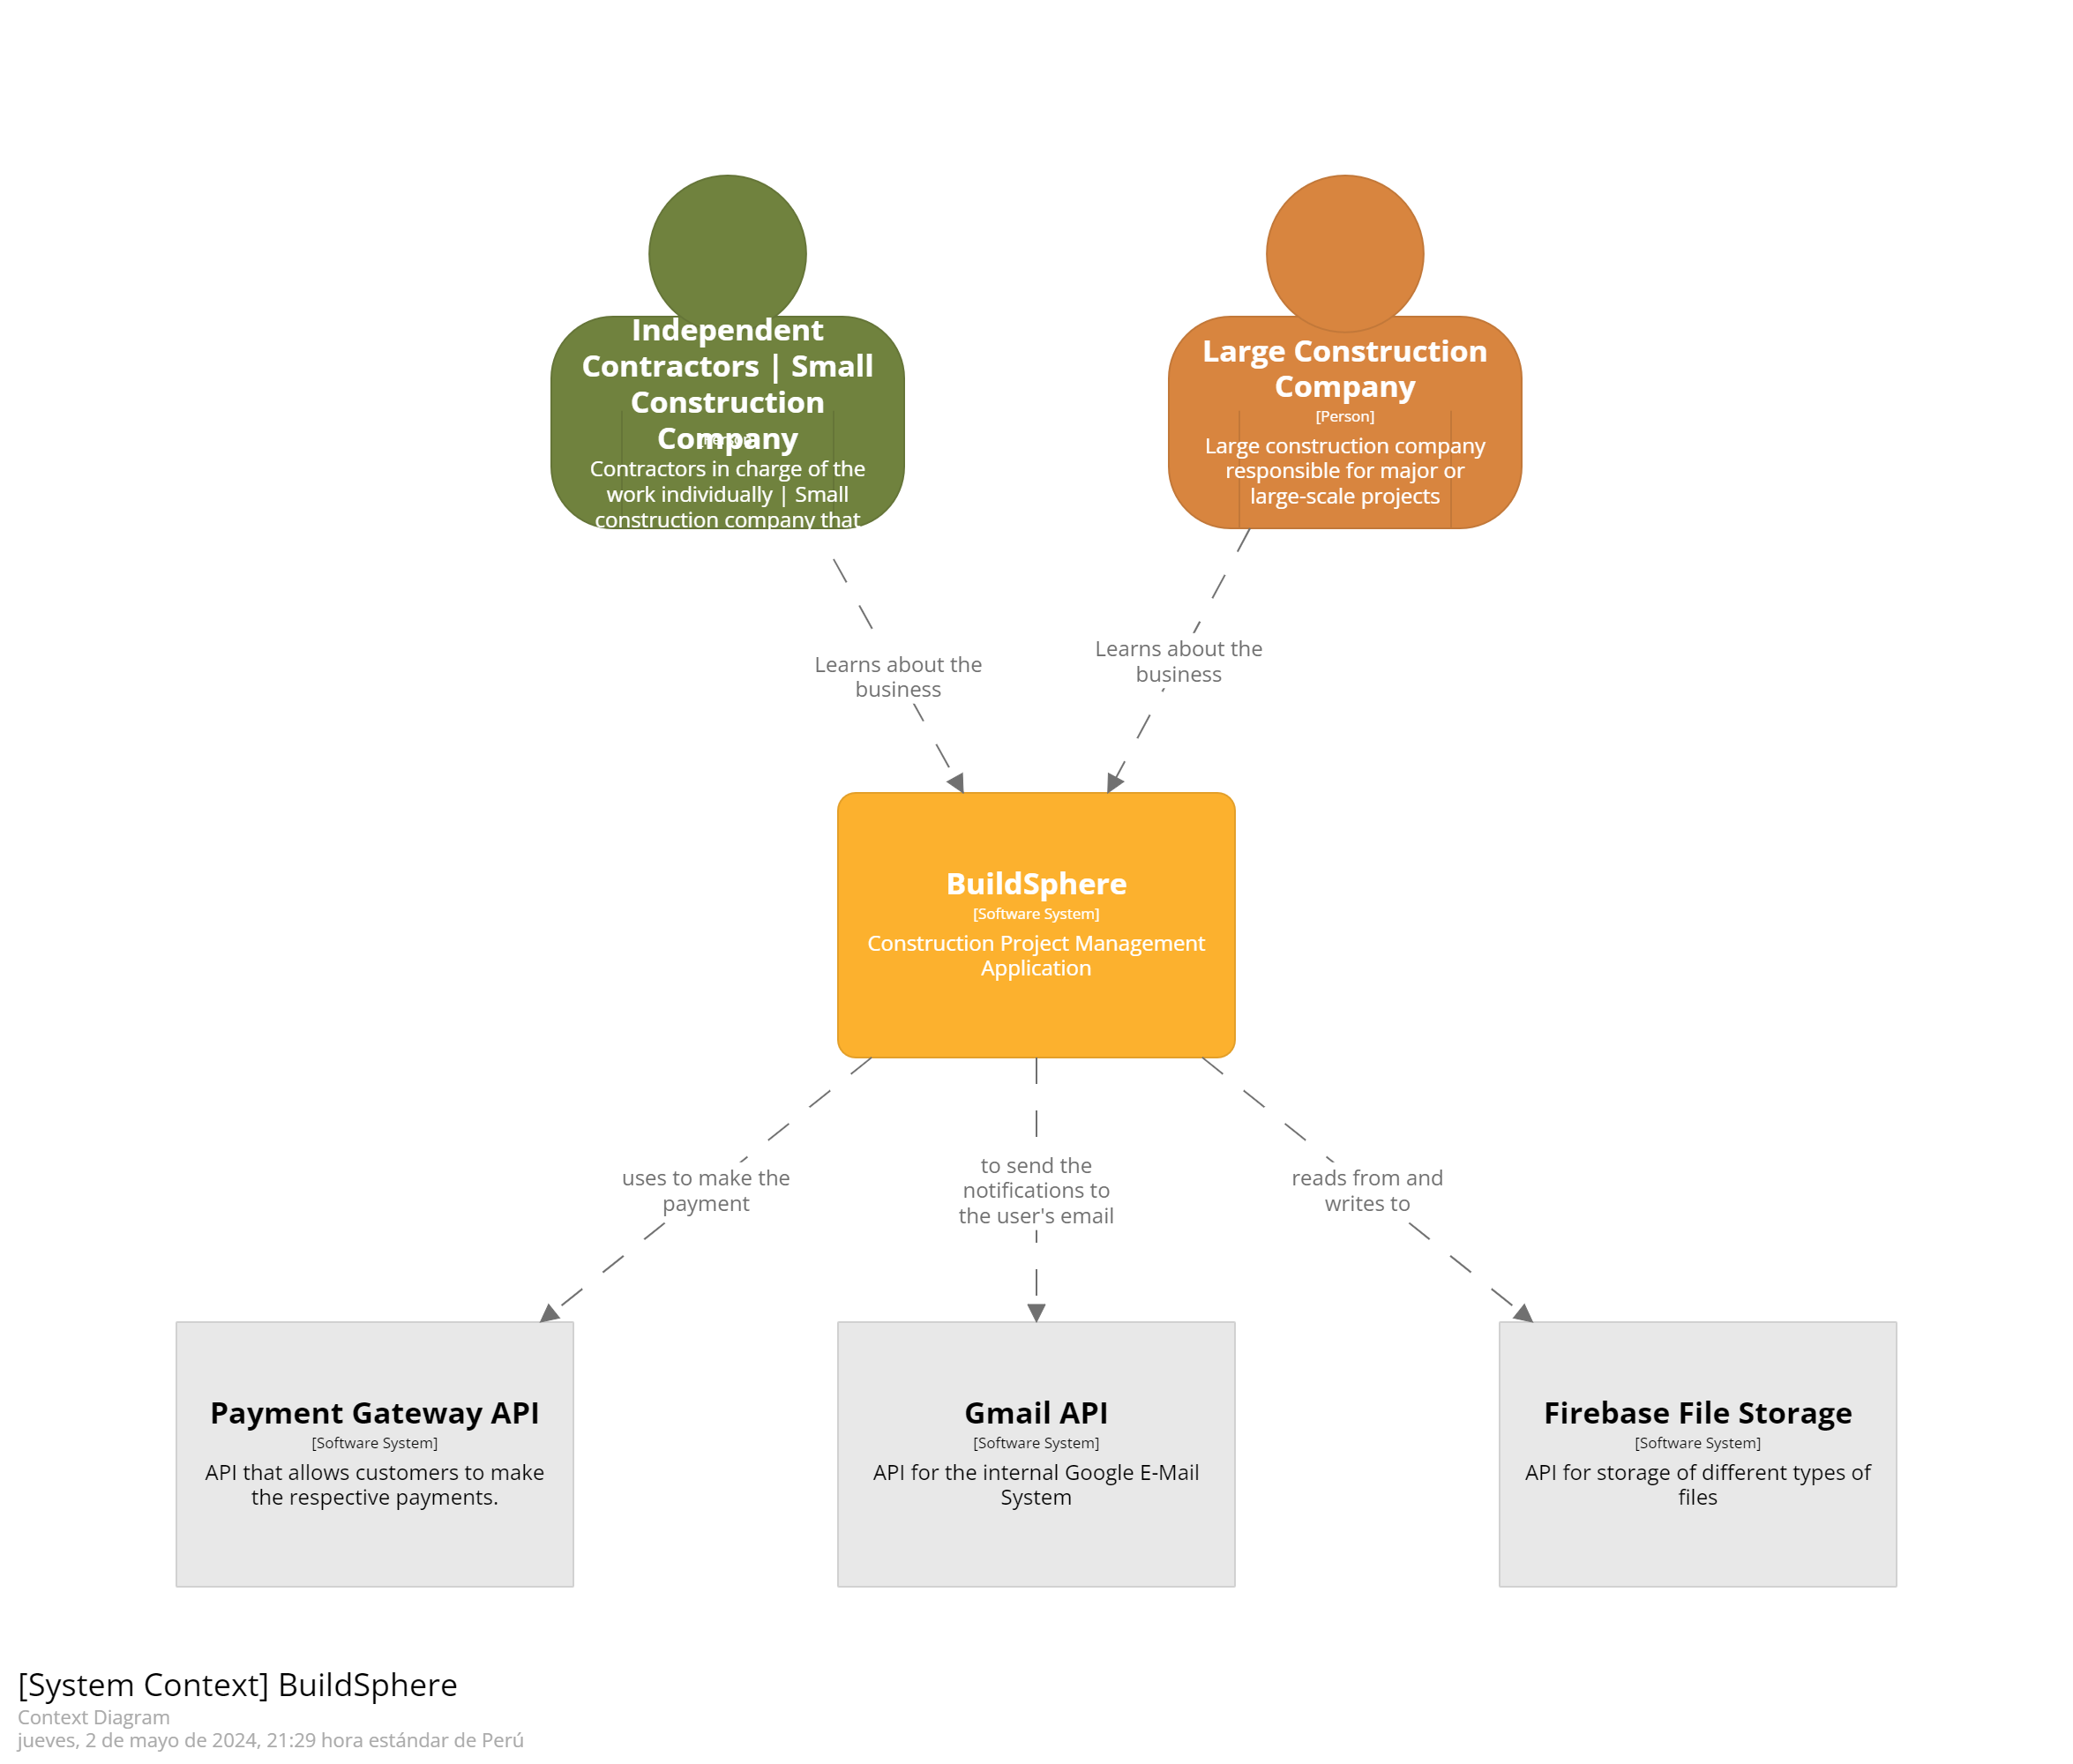 Independent
Contractors | Small
Construction
Company
[Person]
Contractors in charge of the
work individually | Small
construction company that
Large Construction
Company
[Person]
Large construction company
responsible for major or
large-scale projects
Learns about the
business
Learns about the
business
BuildSphere
[Software System]
Construction Project Management
Application
uses to make the
payment
to send the
notifications to
the user's email
reads from and
writes to
Payment Gateway API
[Software System]
API that allows customers to make
the respective payments.
Gmail API
[Software System]
API for the internal Google E-Mail
System
Firebase File Storage
[Software System]
API for storage of different types of
files
[System Context] BuildSphere
Context Diagram
jueves, 2 de mayo de 2024, 21:29 hora estándar de Perú